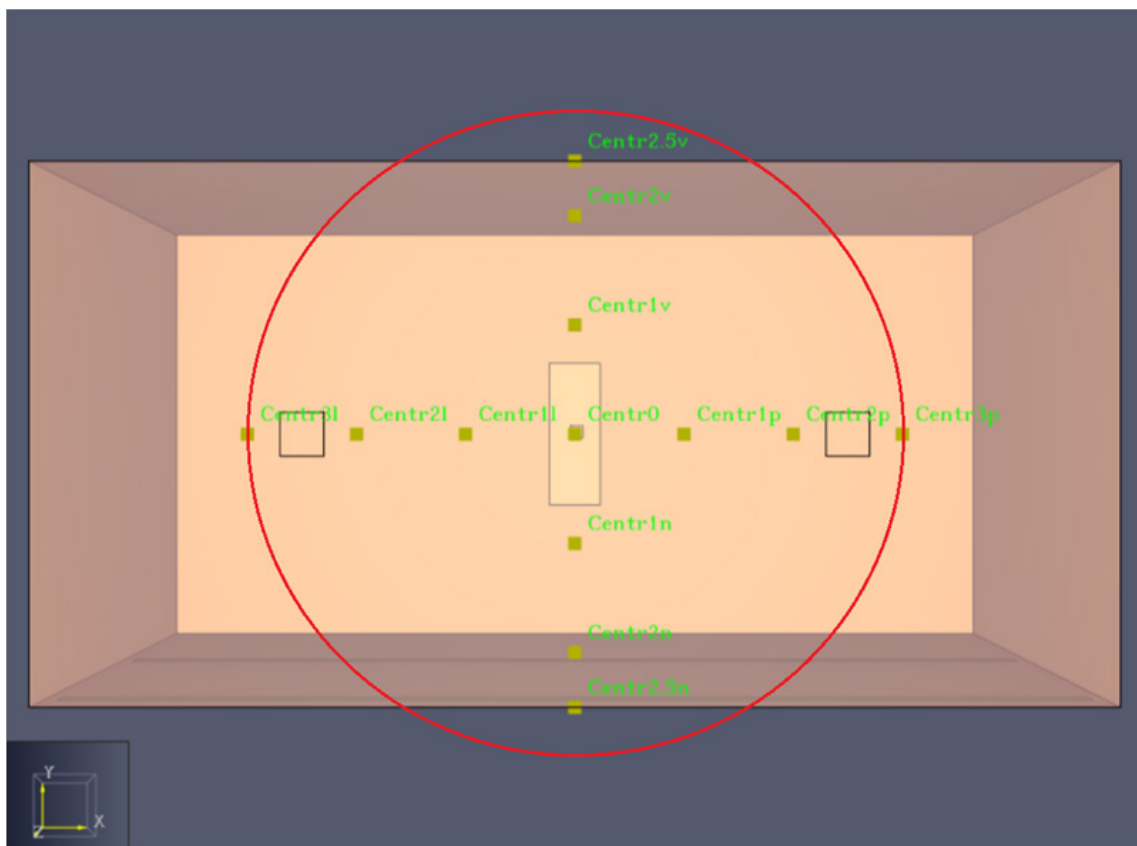 Centr2.5v
Centr2v
Centr1v
Centr3l Centr2l Centr1l Centr0 Centr1p Centr2p Centr3p
Centr1n
Centr2n
Centr2.5n
Y
Z X